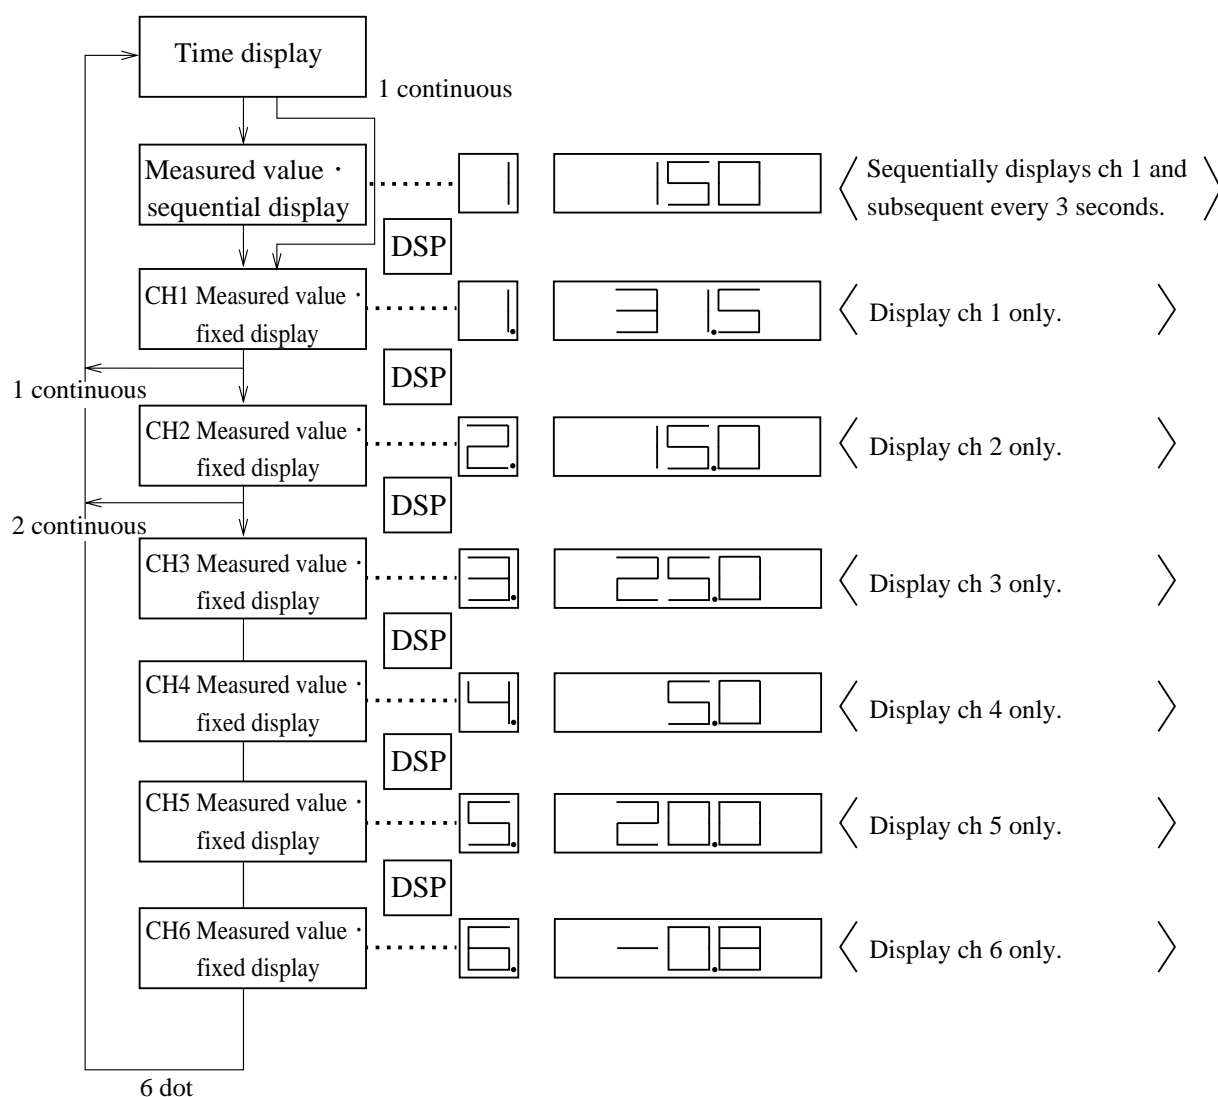 Time display
1 continuous
Measured value ·
sequential display
1 150
Sequentially displays ch 1 and
subsequent every 3 seconds.
DSP
CH1 Measured value ·
fixed display
1. 31.5
Display ch 1 only.
DSP
1 continuous
CH2 Measured value ·
fixed display
2. 15.0
Display ch 2 only.
DSP
2 continuous
CH3 Measured value ·
fixed display
3. 25.0
Display ch 3 only.
DSP
CH4 Measured value ·
fixed display
4. 5.0
Display ch 4 only.
DSP
CH5 Measured value ·
fixed display
5. 20.0
Display ch 5 only.
DSP
CH6 Measured value ·
fixed display
6. -0.8
Display ch 6 only.
6 dot